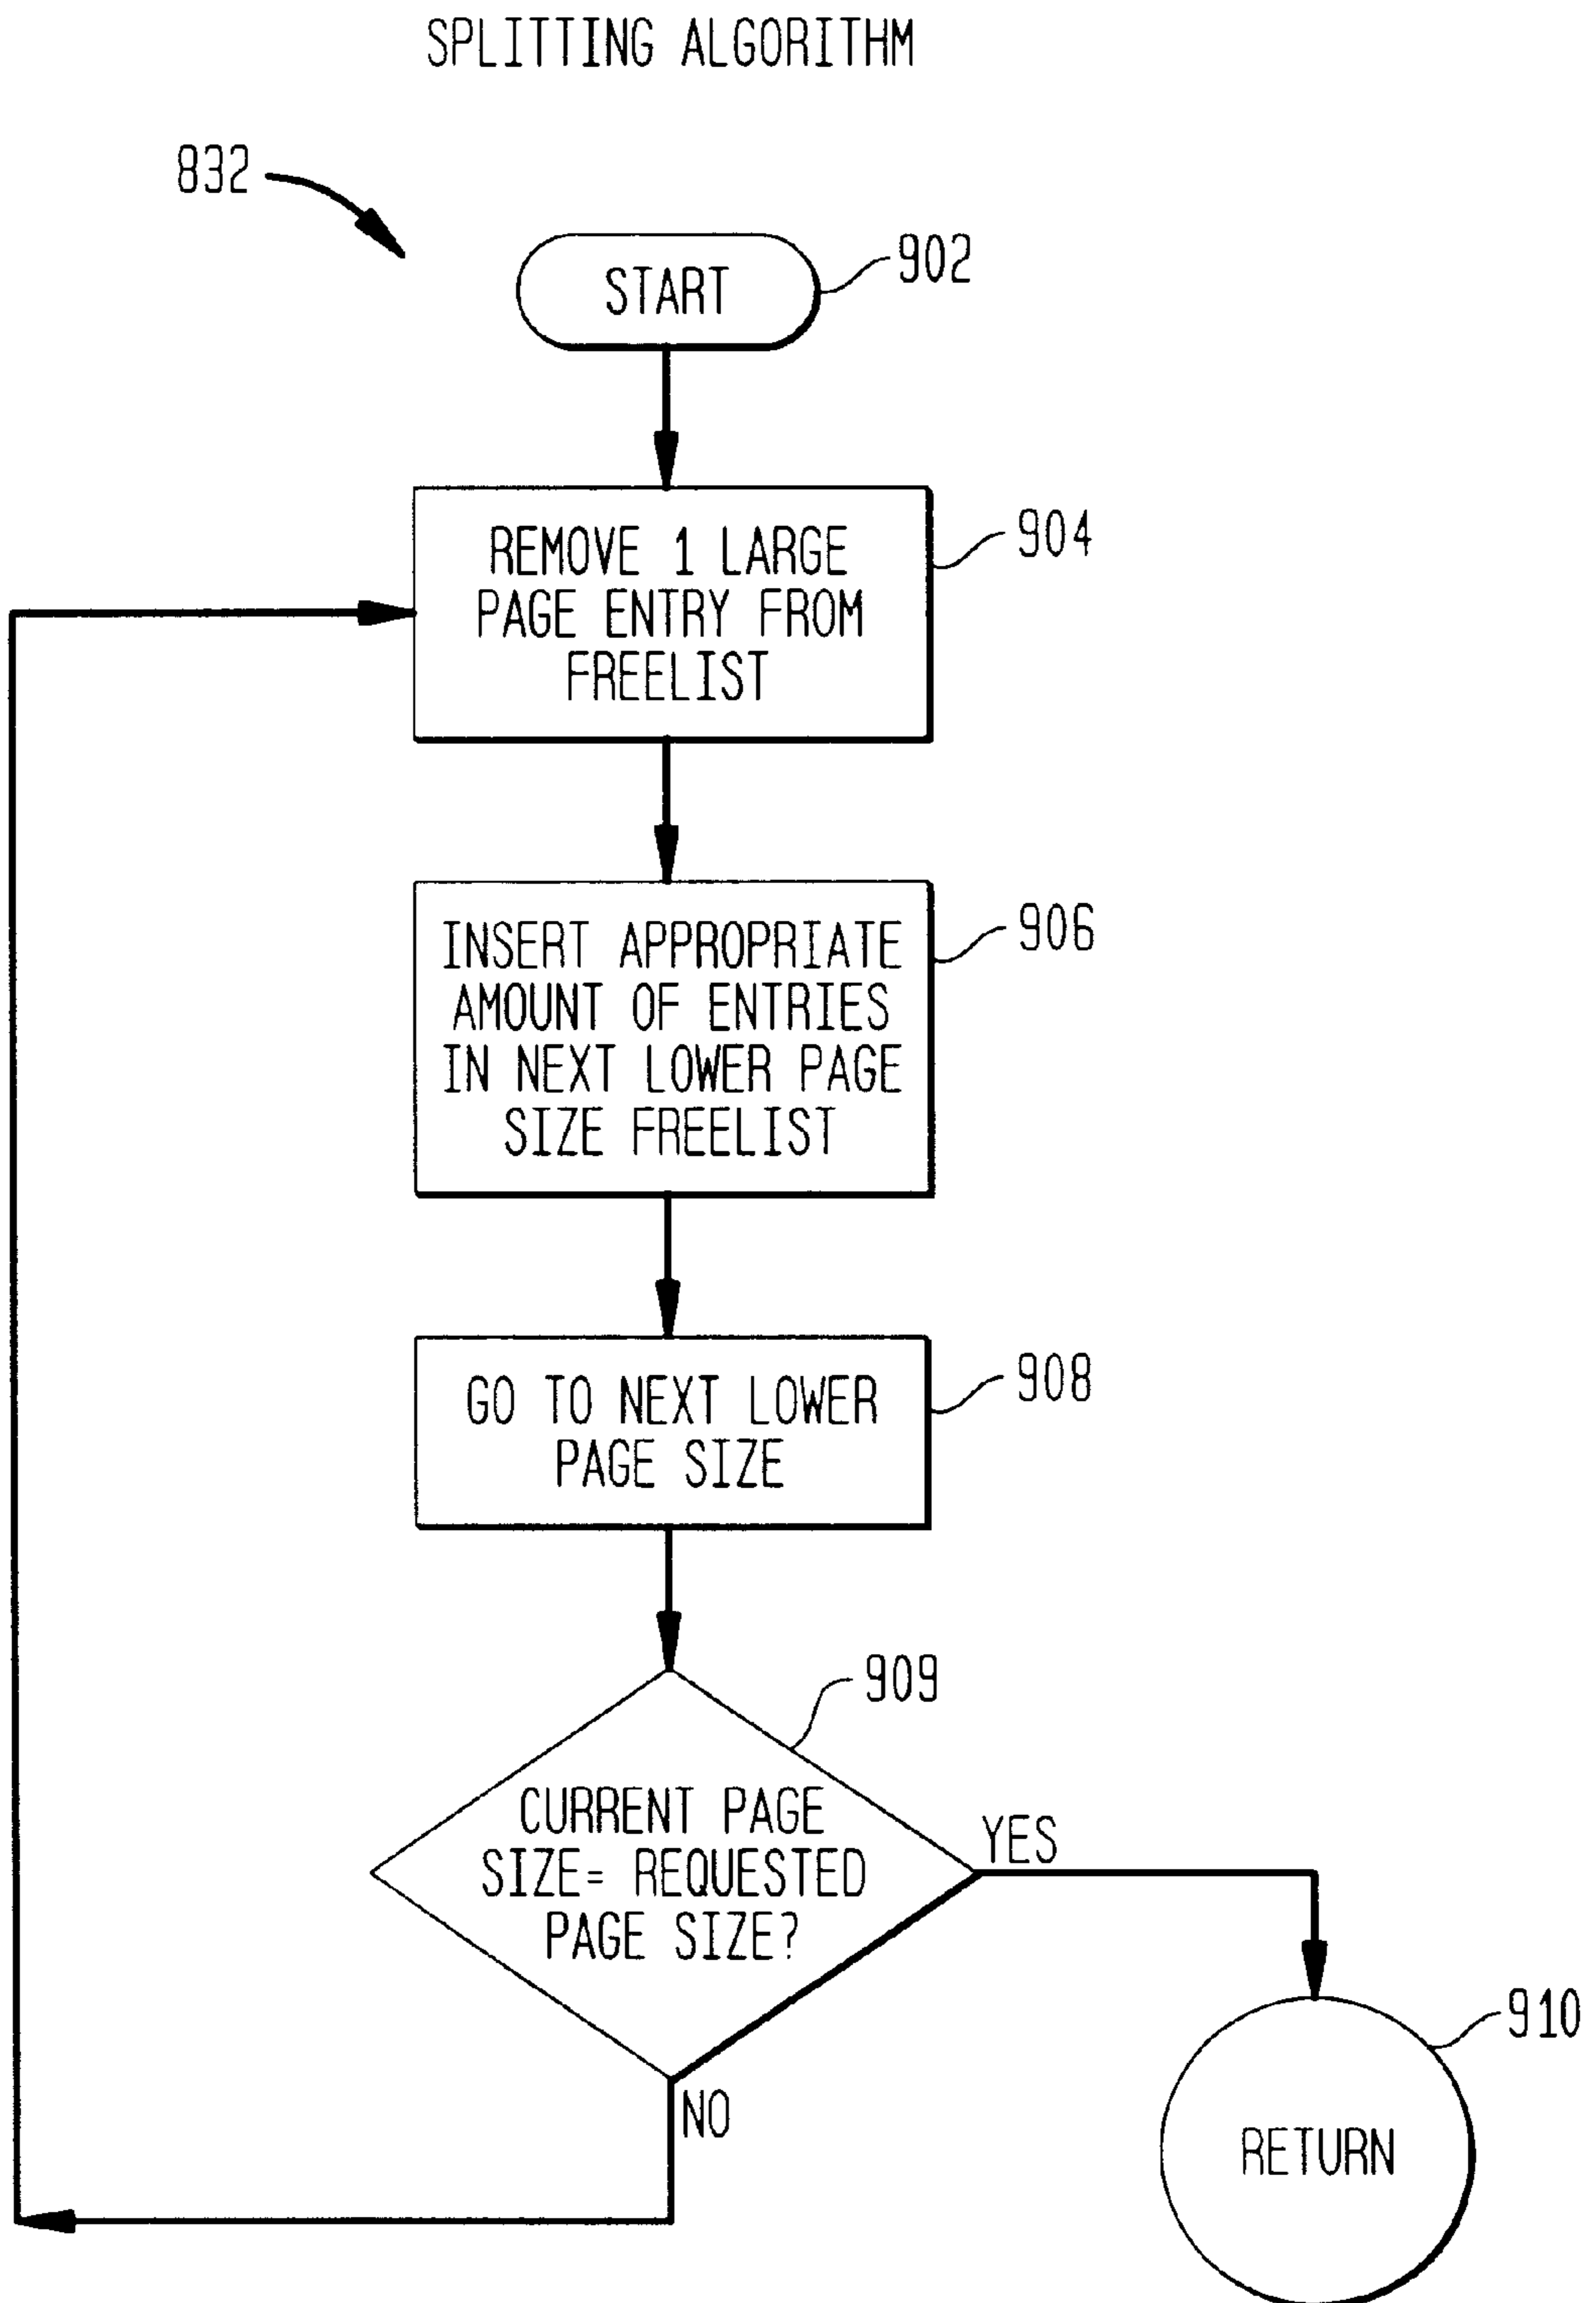 SPLITTING ALGORITHM
832
START
902
REMOVE 1 LARGE
PAGE ENTRY FROM
FREELIST
904
INSERT APPROPRIATE
AMOUNT OF ENTRIES
IN NEXT LOWER PAGE
SIZE FREELIST
906
GO TO NEXT LOWER
PAGE SIZE
908
909
CURRENT PAGE
SIZE= REQUESTED
PAGE SIZE?
YES
NO
910
RETURN